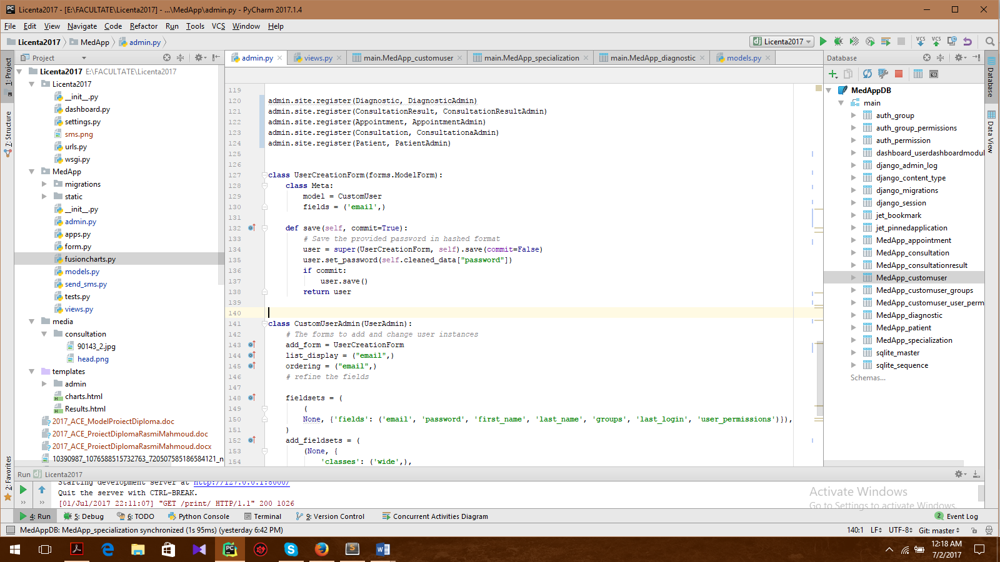 Licenta2017 - [E:\FACULTATE\Licenta2017] - ...\MedApp\admin.py - PyCharm 2017.1.4
File Edit View Navigate Code Refactor Run Tools VCS Window Help
Licenta2017 MedApp admin.py
Licenta2017
VCS VCS
1: Project
7: Structure
2: Favorites
Project
Licenta2017 E:\FACULTATE\Licenta2017
Licenta2017
__init__.py
dashboard.py
settings.py
sms.png
urls.py
wsgi.py
MedApp
migrations
static
__init__.py
admin.py
apps.py
form.py
fusioncharts.py
models.py
send_sms.py
tests.py
views.py
media
consultation
90143_2.jpg
head.png
templates
admin
charts.html
Results.html
2017_ACE_ModelProiectDiploma.doc
2017_ACE_ProiectDiplomaRasmiMahmoud.doc
2017_ACE_ProiectDiplomaRasmiMahmoud.docx
10390987_1076588515732763_720507585186584121_n
admin.py views.py main.MedApp_customuser main.MedApp_specialization main.MedApp_diagnostic models.py
119
120 admin.site.register(Diagnostic, DiagnosticAdmin)
121 admin.site.register(ConsultationResult, ConsultationResultAdmin)
122 admin.site.register(Appointment, AppointmentAdmin)
123 admin.site.register(Consultation, ConsultationaAdmin)
124 admin.site.register(Patient, PatientAdmin)
125
126
127 class UserCreationForm(forms.ModelForm):
128 class Meta:
129 model = CustomUser
130 fields = ('email',)
131
132 def save(self, commit=True):
133 # Save the provided password in hashed format
134 user = super(UserCreationForm, self).save(commit=False)
135 user.set_password(self.cleaned_data["password"])
136 if commit:
137 user.save()
138 return user
139
140
141 class CustomUserAdmin(UserAdmin):
142 # The forms to add and change user instances
143 add_form = UserCreationForm
144 list_display = ("email",)
145 ordering = ("email",)
146 # refine the fields
147
148 fieldsets = (
149 (
150 None, {'fields': ('email', 'password', 'first_name', 'last_name', 'groups', 'last_login', 'user_permissions')}),
151 )
152 add_fieldsets = (
153 (None, {
154 'classes': ('wide',),
Database
MedAppDB
main
auth_group
auth_group_permissions
auth_permission
dashboard_userdashboardmodul
django_admin_log
django_content_type
django_migrations
django_session
jet_bookmark
jet_pinnedapplication
MedApp_appointment
MedApp_consultation
MedApp_consultationresult
MedApp_customuser
MedApp_customuser_groups
MedApp_customuser_user_perm
MedApp_diagnostic
MedApp_patient
MedApp_specialization
sqlite_master
sqlite_sequence
Schemas...
Database
Data View
Run Licenta2017
Starting development server at http://127.0.0.1:8000/
Quit the server with CTRL-BREAK.
[01/Jul/2017 22:11:07] "GET /print/ HTTP/1.1" 200 1026
Activate Windows
Go to Settings to activate Windows.
4: Run 5: Debug 6: TODO Python Console Terminal 9: Version Control Concurrent Activities Diagram 2 Event Log
MedAppDB: MedApp_specialization synchronized (1s 95ms) (yesterday 6:42 PM) 140:1 LF UTF-8 Git: master
12:18 AM
7/2/2017